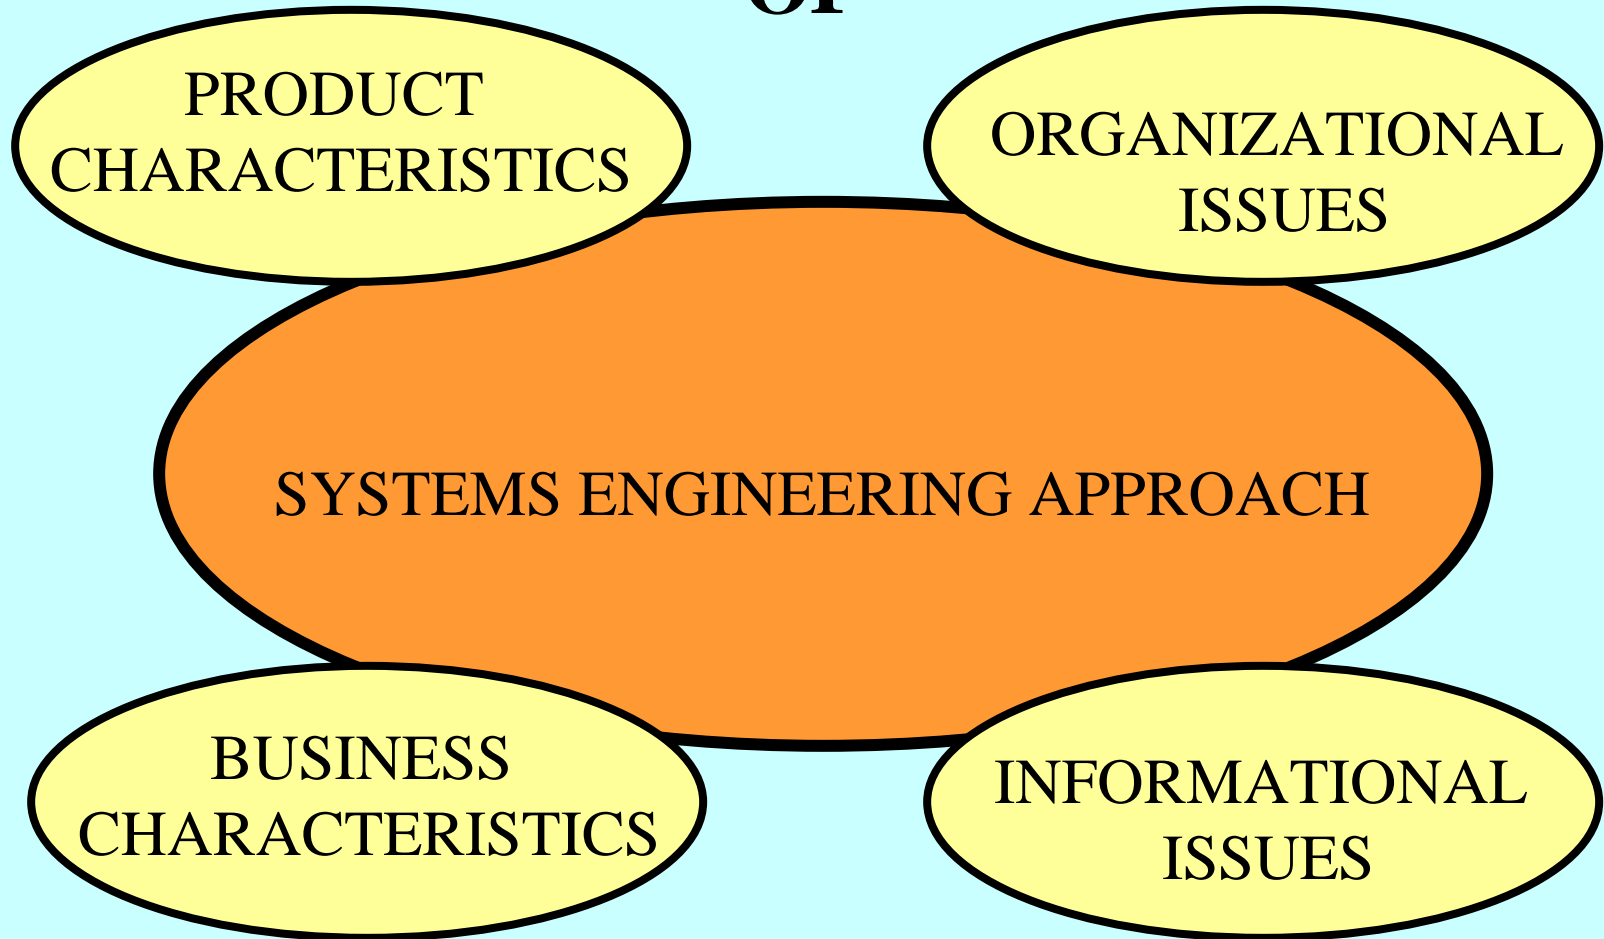 PRODUCT
CHARACTERISTICS
ORGANIZATIONAL
ISSUES
SYSTEMS ENGINEERING APPROACH
BUSINESS
CHARACTERISTICS
INFORMATIONAL
ISSUES